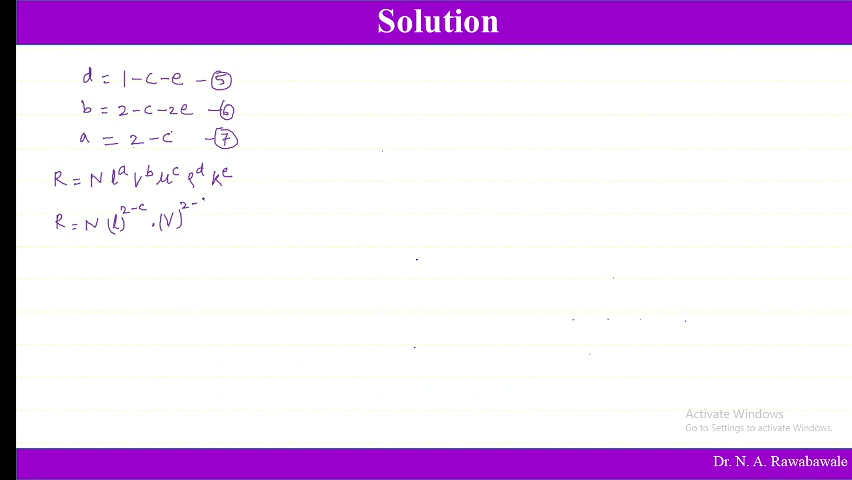 Solution
d = 1 - c - e - ⑤
b = 2 - c - 2e - ⑥
a = 2 - c - ⑦
R = N l^a V^b μ^c ρ^d K^e
R = N (l)^2-c . (V)^2-
Activate Windows
Go to Settings to activate Windows.
Dr. N. A. Rawabawale